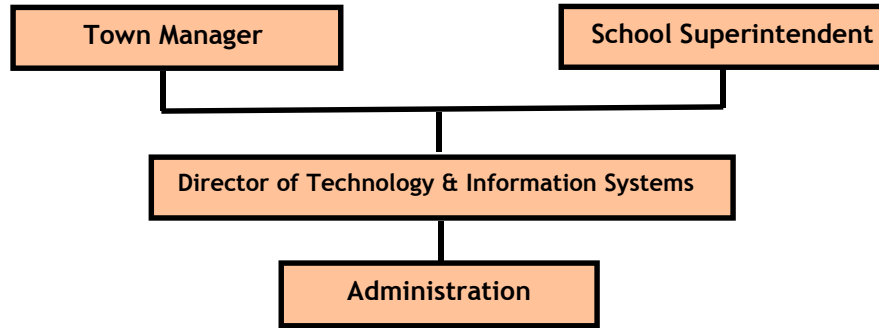 Town Manager
School Superintendent
Director of Technology & Information Systems
Administration